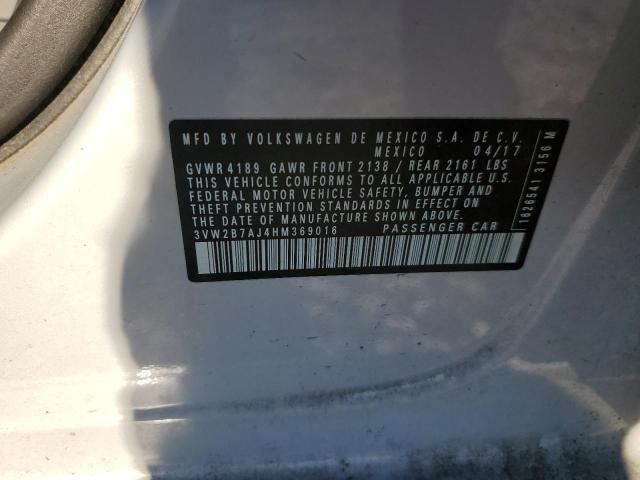 MFD BY VOLKSWAGEN DE MEXICO S.A. DE C.V.
MEXICO 04/17
GVWR 4189 GAWR FRONT 2138 / REAR 2161 LBS
THIS VEHICLE CONFORMS TO ALL APPLICABLE
FEDERAL MOTOR VEHICLE SAFETY, BUMPER AND
THEFT PREVENTION STANDARDS IN EFFECT ON
THE DATE OF MANUFACTURE SHOWN ABOVE.
3VW2B7AJ4HM369016 PASSENGER CAR
1626541 3156 M